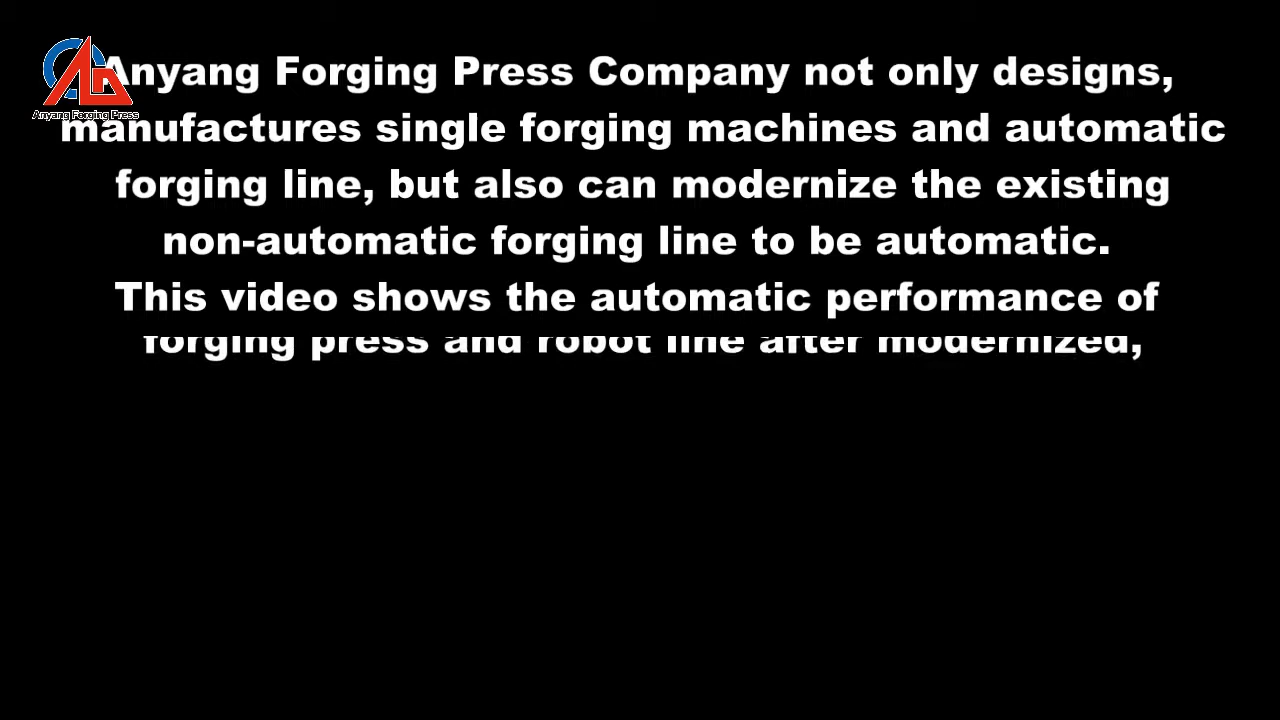 Anyang Forging Press Company not only designs,
Anyang Forging Press
manufactures single forging machines and automatic
forging line, but also can modernize the existing
non-automatic forging line to be automatic.
This video shows the automatic performance of
forging press and robot line after modernized,